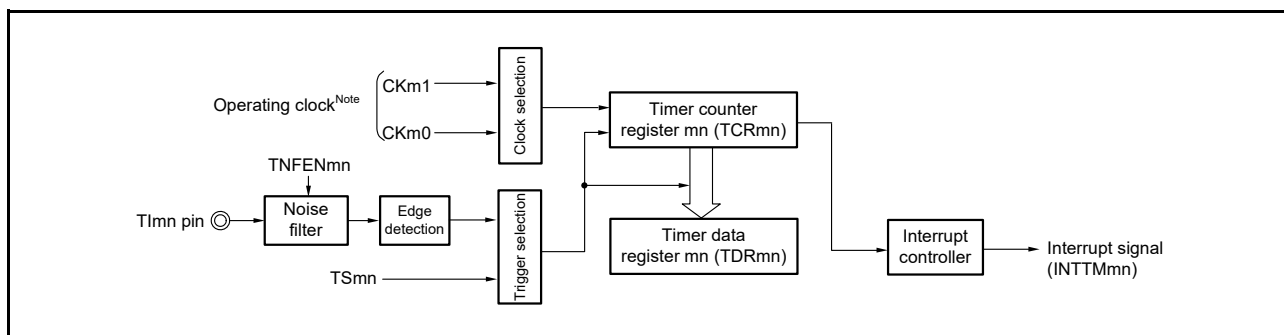 CKm1
Operating clockNote
CKm0
Clock selection
Timer counter
register mn (TCRmn)
TNFENmn
TImn pin
Noise
filter
Edge
detection
TSmn
Trigger selection
Timer data
register mn (TDRmn)
Interrupt
controller
Interrupt signal
(INTTMmn)